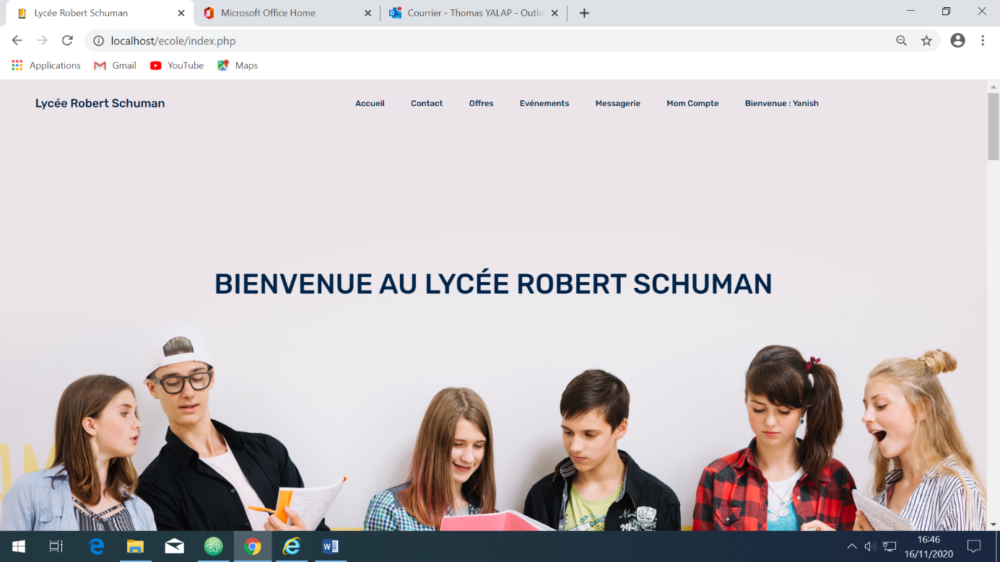 Lycée Robert Schuman
Microsoft Office Home
Courrier - Thomas YALAP - Outlo
localhost/ecole/index.php
Applications
Gmail
YouTube
Maps
Lycée Robert Schuman
Accueil
Contact
Offres
Evénements
Messagerie
Mom Compte
Bienvenue : Yanish
BIENVENUE AU LYCÉE ROBERT SCHUMAN
16:46
16/11/2020